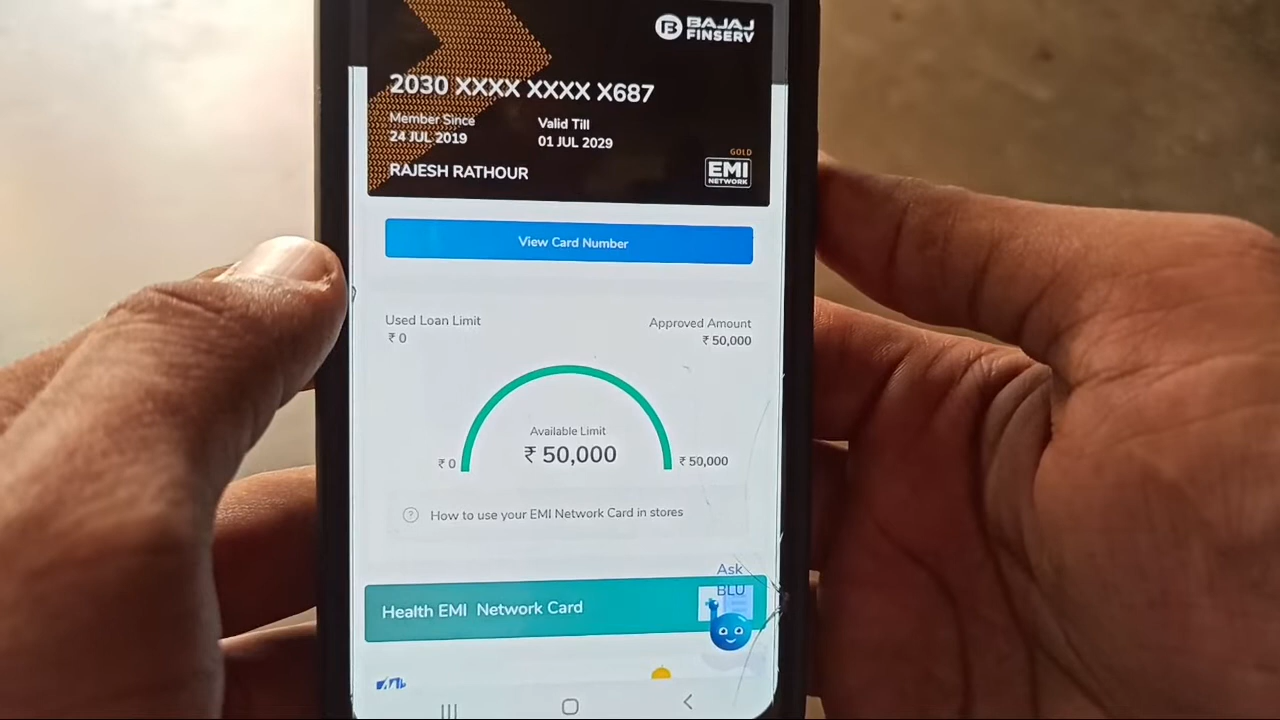 BAJAJ
FINSERV
2030 XXXX XXXX X687
Member Since
Valid Till
24 JUL 2019
01 JUL 2029
GOLD
RAJESH RATHOUR
EMI
NETWORK
View Card Number
Used Loan Limit
Approved Amount
₹ 0
₹ 50,000
Available Limit
₹ 50,000
₹ 0
₹ 50,000
? How to use your EMI Network Card in stores
Ask
BLU
Health EMI Network Card